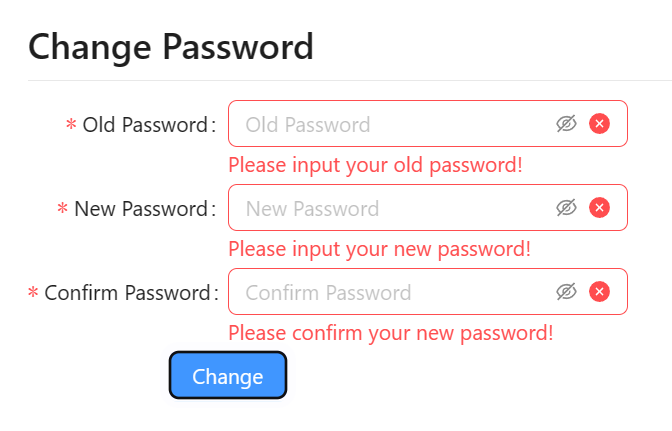 Change Password
* Old Password: Old Password
Please input your old password!
* New Password: New Password
Please input your new password!
* Confirm Password: Confirm Password
Please confirm your new password!
Change